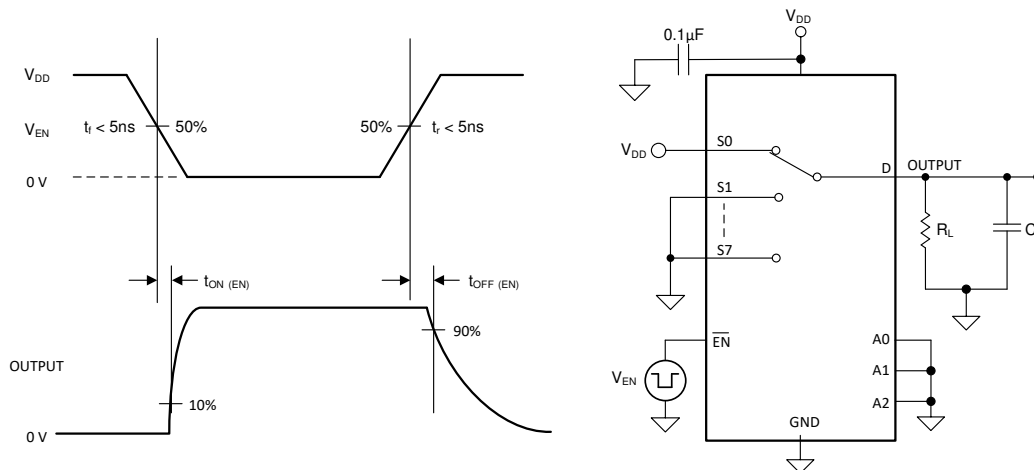 V_DD
V_EN
0 V
t_f < 5ns
50%
50%
t_r < 5ns
t_ON (EN)
t_OFF (EN)
90%
OUTPUT
10%
0 V
V_DD
0.1µF
V_DD
S0
S1
S7
D
OUTPUT
R_L
C
E̅N̅
V_EN
A0
A1
A2
GND